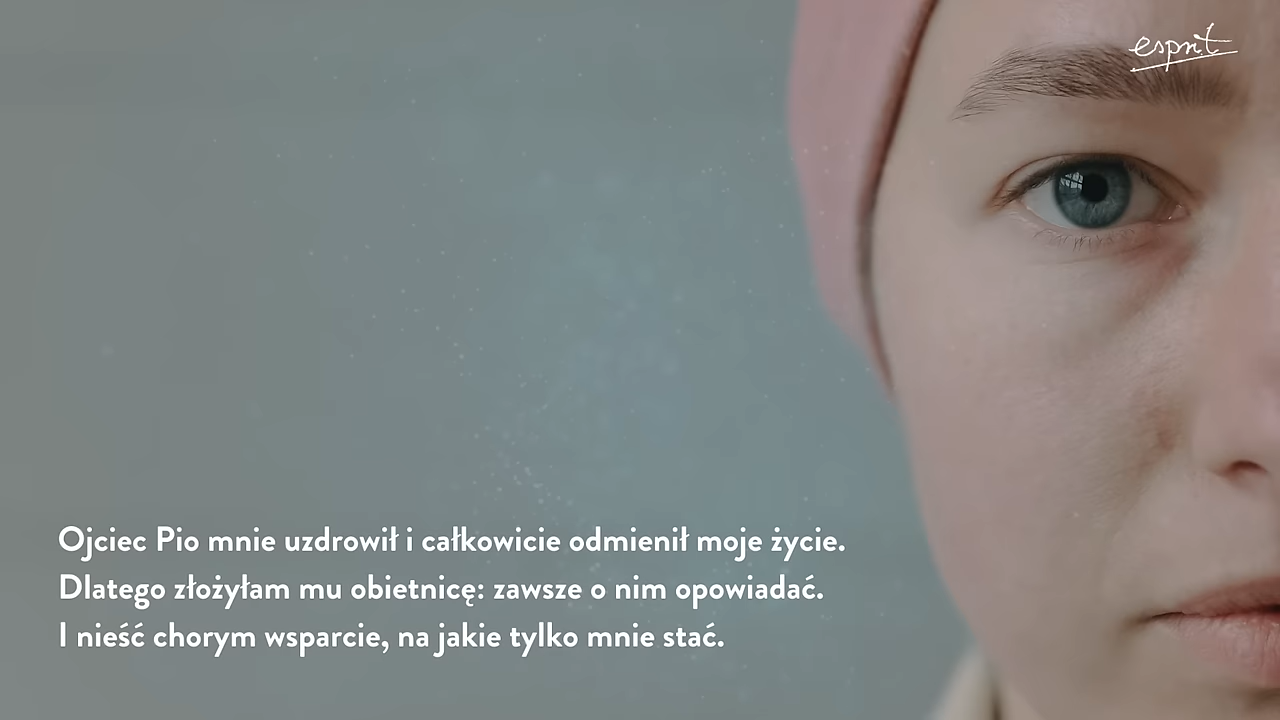 esprit
Ojciec Pio mnie uzdrowił i całkowicie odmienił moje życie.
Dlatego złożyłam mu obietnicę: zawsze o nim opowiadać.
I nieść chorym wsparcie, na jakie tylko mnie stać.